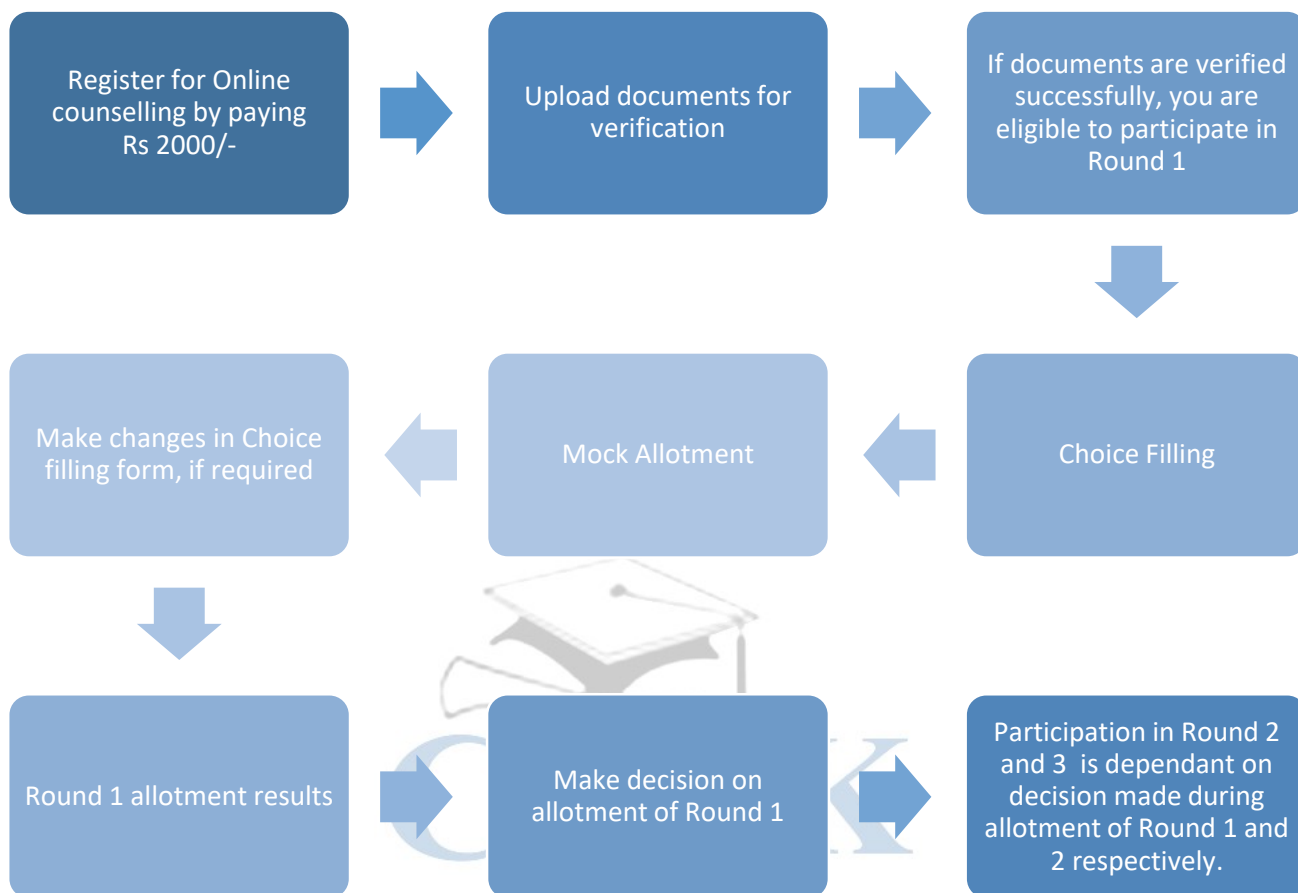 Register for Online
counselling by paying
Rs 2000/-
Upload documents for
verification
If documents are verified
successfully, you are
eligible to participate in
Round 1
Choice Filling
Mock Allotment
Make changes in Choice
filling form, if required
Round 1 allotment results
Make decision on
allotment of Round 1
Participation in Round 2
and 3 is dependant on
decision made during
allotment of Round 1 and
2 respectively.